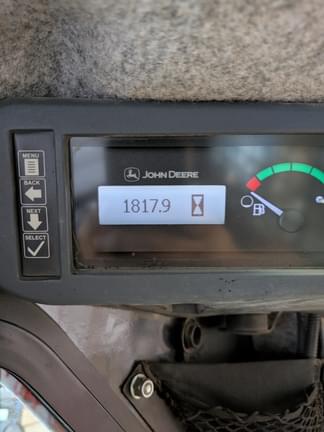 MENU
BACK
NEXT
SELECT
JOHN DEERE
1817.9